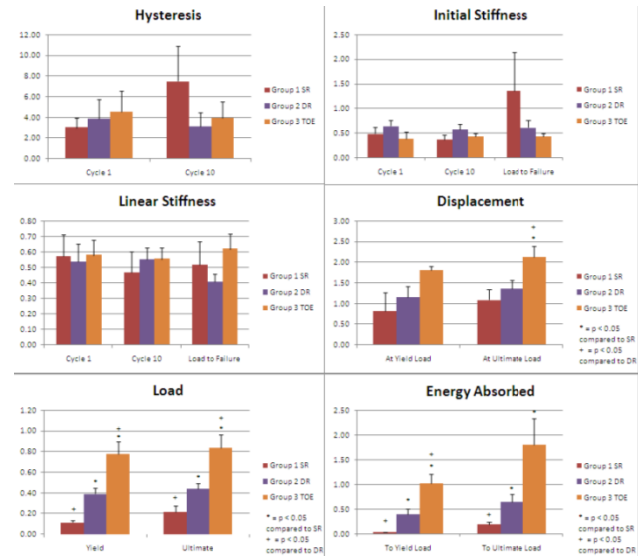 Hysteresis
12.00
10.00
8.00
6.00
4.00
2.00
0.00
Cycle 1
Cycle 10
Group 1 SR
Group 2 DR
Group 3 TOE
Initial Stiffness
2.50
2.00
1.50
1.00
0.50
0.00
Cycle 1
Cycle 10
Load to Failure
Group 1 SR
Group 2 DR
Group 3 TOE
Linear Stiffness
0.80
0.70
0.60
0.50
0.40
0.30
0.20
0.10
0.00
Cycle 1
Cycle 10
Load to Failure
Group 1 SR
Group 2 DR
Group 3 TOE
Displacement
3.00
2.50
2.00
1.50
1.00
0.50
0.00
+
*
At Yield Load
At Ultimate Load
Group 1 SR
Group 2 DR
Group 3 TOE
* = p < 0.05
compared to SR
+ = p < 0.05
compared to DR
Load
1.20
1.00
0.80
0.60
0.40
0.20
0.00
+
*
*
+
+
*
*
+
Yield
Ultimate
Group 1 SR
Group 2 DR
Group 3 TOE
* = p < 0.05
compared to SR
+ = p < 0.05
compared to DR
Energy Absorbed
2.50
2.00
1.50
1.00
0.50
0.00
+
*
*
+
*
*
+
To Yield Load
To Ultimate Load
Group 1 SR
Group 2 DR
Group 3 TOE
* = p < 0.05
compared to SR
+ = p < 0.05
compared to DR